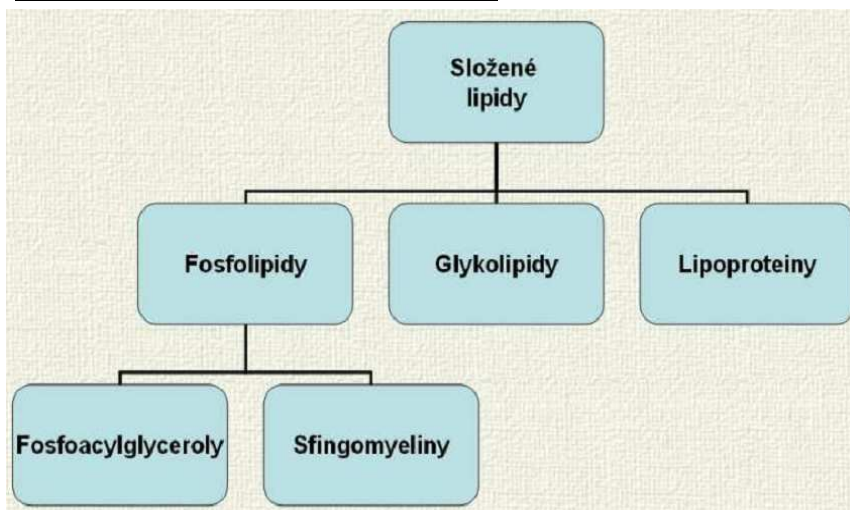 Složené
lipidy
Fosfolipidy
Glykolipidy
Lipoproteiny
Fosfoacylglyceroly
Sfingomyeliny